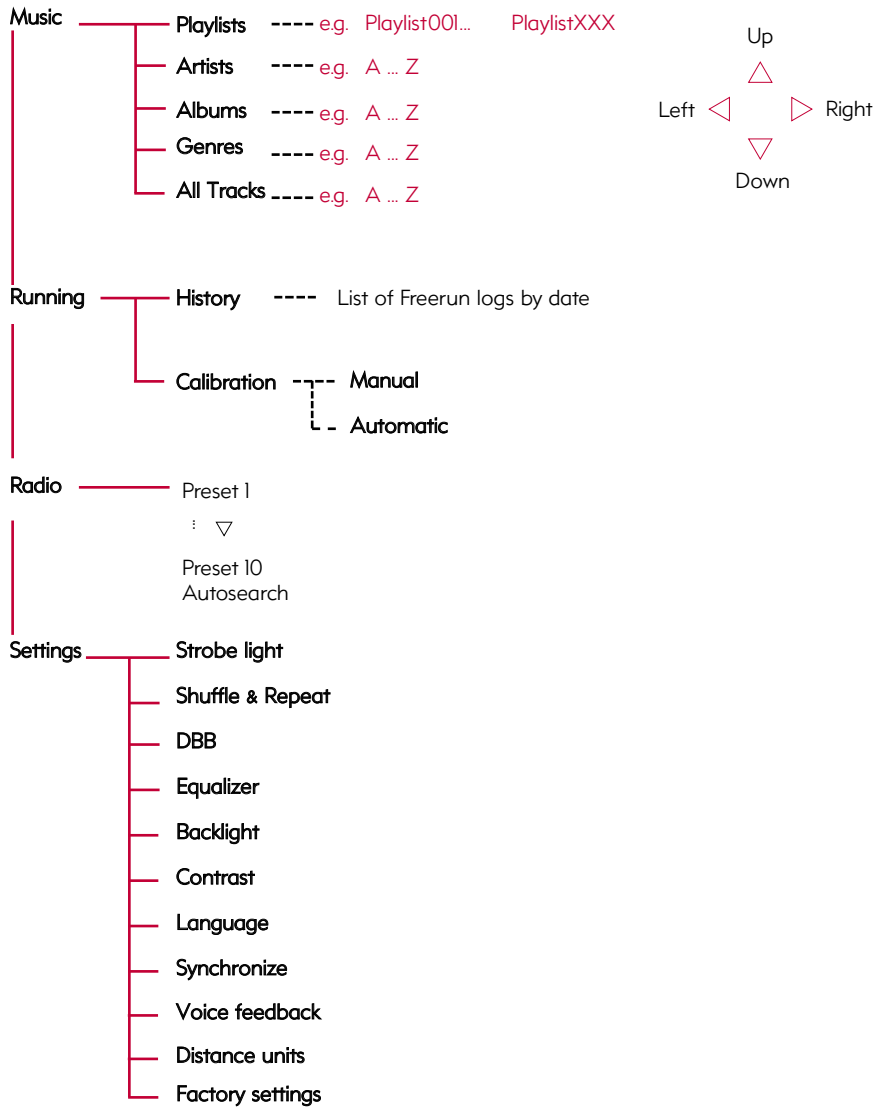 Music
Playlists ---- e.g. Playlist001... PlaylistXXX
Artists ---- e.g. A ... Z
Albums ---- e.g. A ... Z
Genres ---- e.g. A ... Z
All Tracks ---- e.g. A ... Z
Up
Left Right
Down
Running
History ---- List of Freerun logs by date
Calibration ---- Manual
Automatic
Radio
Preset 1
⋮
Preset 10
Autosearch
Settings
Strobe light
Shuffle & Repeat
DBB
Equalizer
Backlight
Contrast
Language
Synchronize
Voice feedback
Distance units
Factory settings